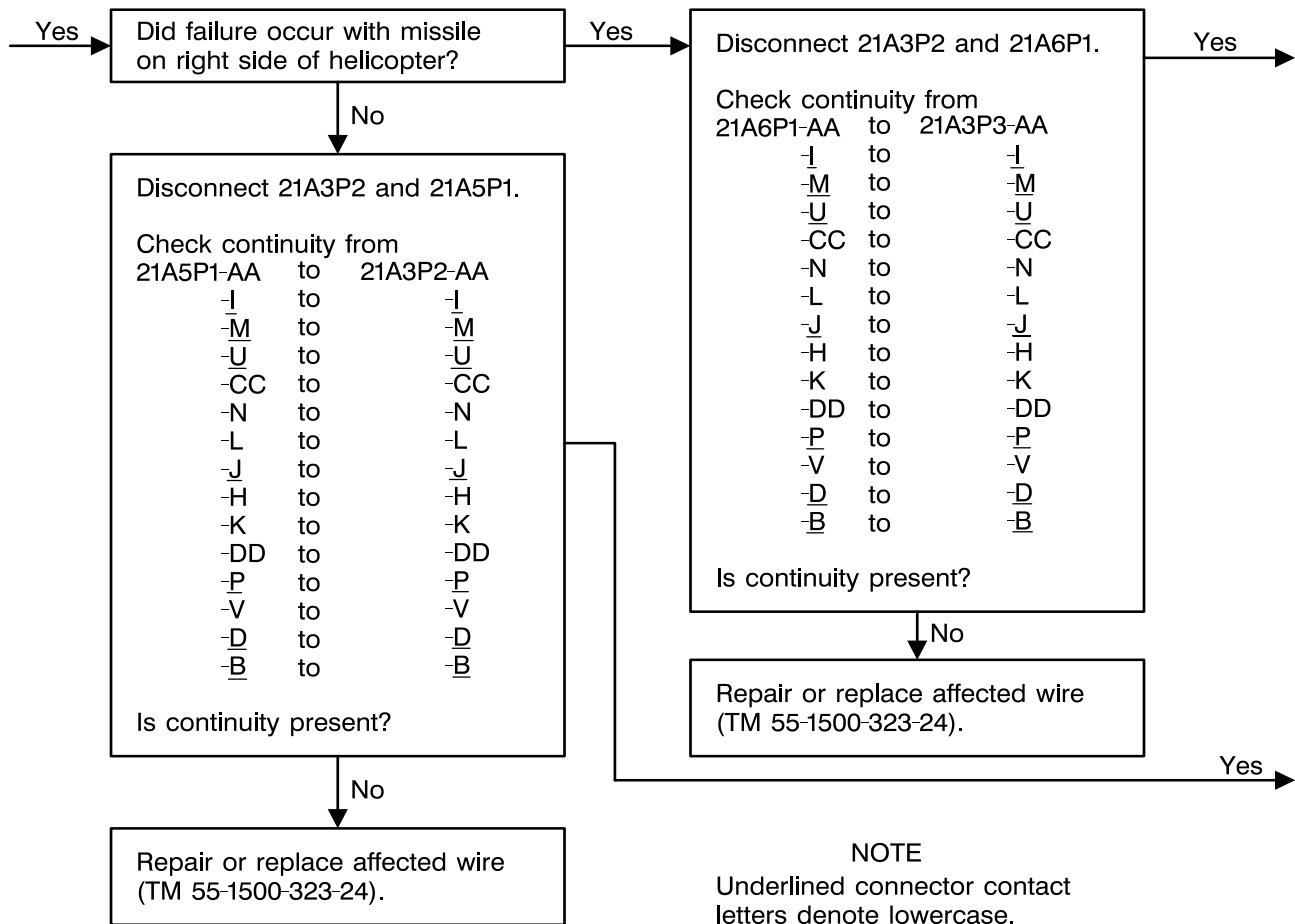 Yes
Did failure occur with missile
on right side of helicopter?
Yes
No
Disconnect 21A3P2 and 21A6P1.
Check continuity from
21A6P1-AA to 21A3P3-AA
-I to -I
-M to -M
-U to -U
-CC to -CC
-N to -N
-L to -L
-J to -J
-H to -H
-K to -K
-DD to -DD
-P to -P
-V to -V
-D to -D
-B to -B
Is continuity present?
Yes
No
Repair or replace affected wire
(TM 55-1500-323-24).
Disconnect 21A3P2 and 21A5P1.
Check continuity from
21A5P1-AA to 21A3P2-AA
-I to -I
-M to -M
-U to -U
-CC to -CC
-N to -N
-L to -L
-J to -J
-H to -H
-K to -K
-DD to -DD
-P to -P
-V to -V
-D to -D
-B to -B
Is continuity present?
Yes
No
Repair or replace affected wire
(TM 55-1500-323-24).
NOTE
Underlined connector contact
letters denote lowercase.